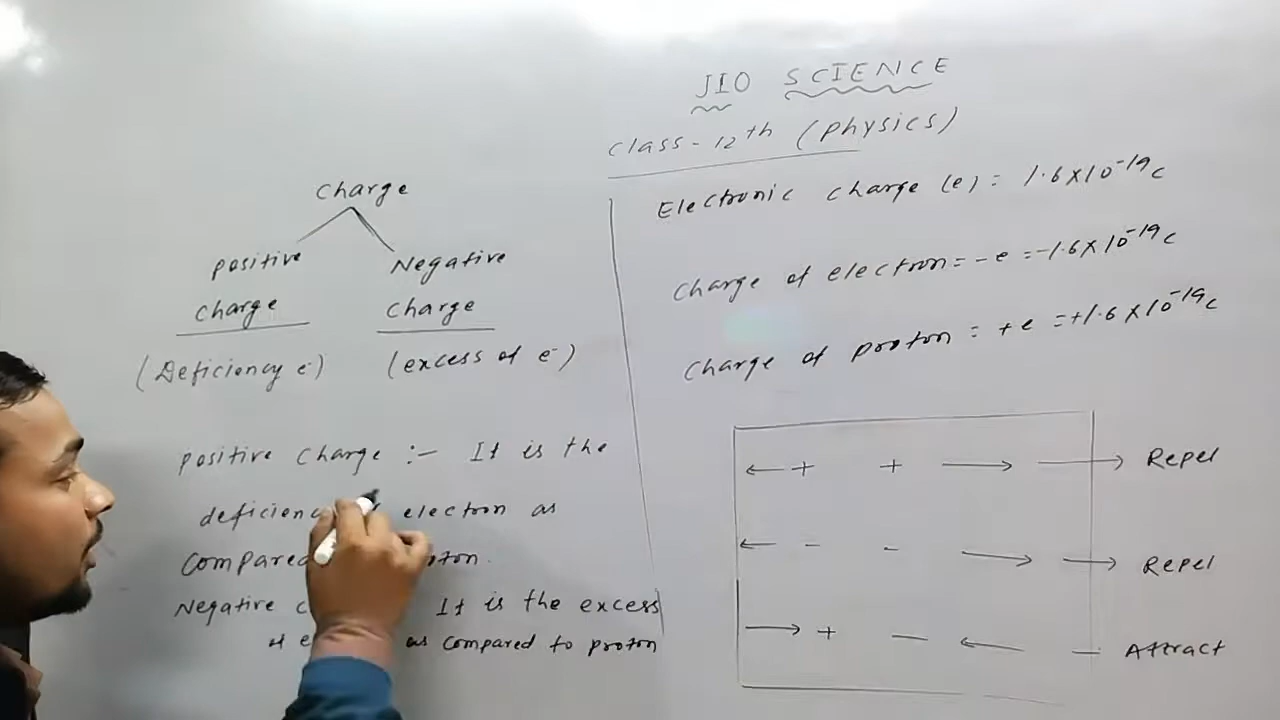 JIO SCIENCE
Class-12th (Physics)
Charge
positive Negative
charge charge
(Deficiency e⁻) (excess of e⁻)
positive charge :- It is the
electron as
compared
Negative It is the excess
as compared to proton
Electronic charge (e) = 1.6×10⁻¹⁹c
charge of electron = -e = -1.6×10⁻¹⁹c
charge of proton = +e = +1.6×10⁻¹⁹c
← + + → → Repel
← - - → → Repel
→ + - ← — Attract